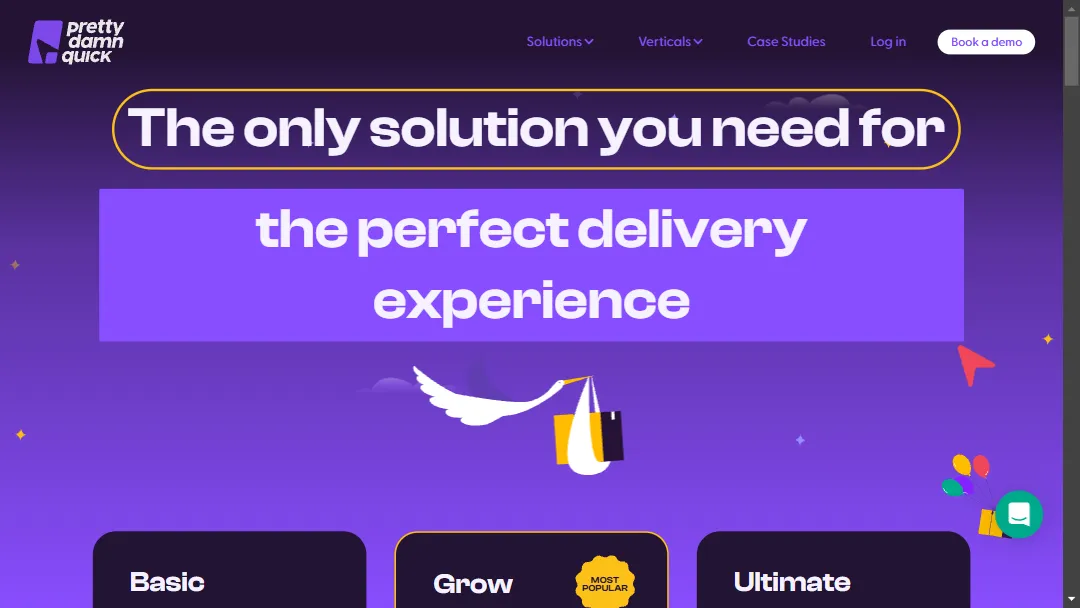 pretty
damn
quick
Solutions
Verticals
Case Studies
Log in
Book a demo
The only solution you need for
the perfect delivery
experience
Basic
Grow
MOST
POPULAR
Ultimate